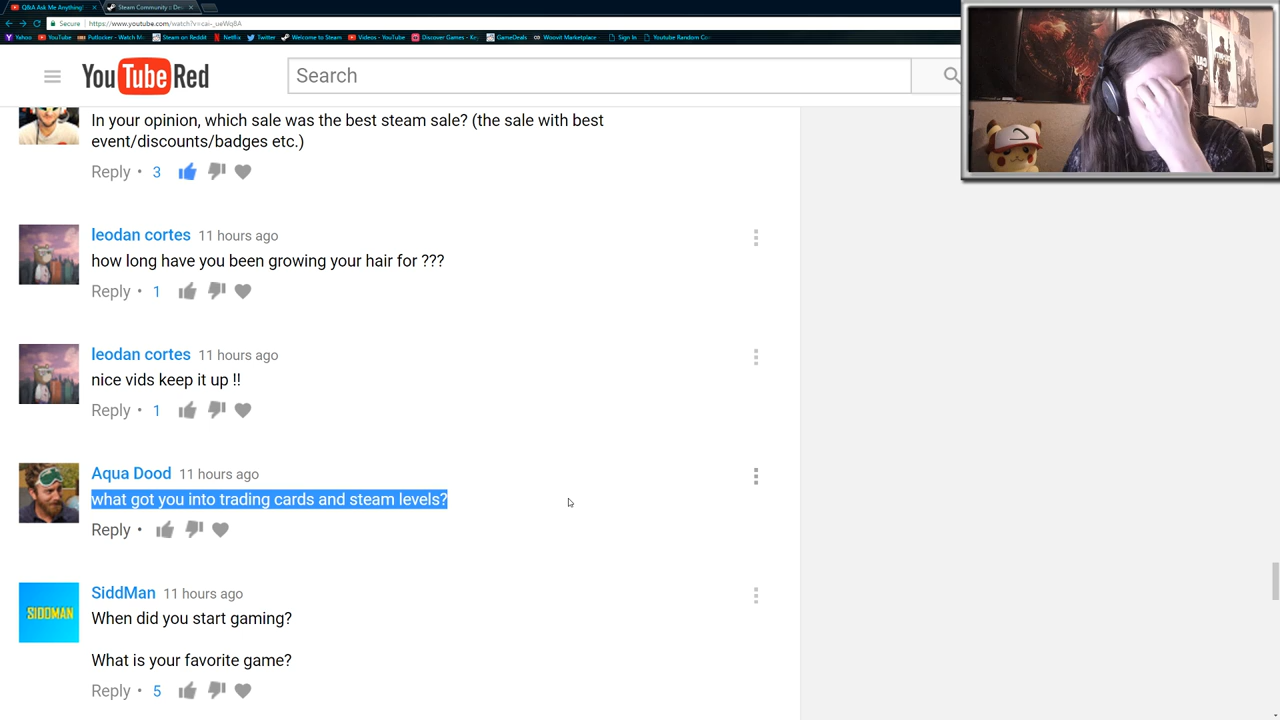 Q&A Ask Me Anything!
Steam Community :: De
Secure https://www.youtube.com/watch?v=cai-_ueWq8A
Yahoo YouTube Putlocker - Watch M Steam on Reddit Netflix Twitter Welcome to Steam Videos - YouTube Discover Games - Ke GameDeals Woovit Marketplace Sign In Youtube Random Co
YouTube Red
Search
In your opinion, which sale was the best steam sale? (the sale with best
event/discounts/badges etc.)
Reply • 3
leodan cortes 11 hours ago
how long have you been growing your hair for ???
Reply • 1
leodan cortes 11 hours ago
nice vids keep it up !!
Reply • 1
Aqua Dood 11 hours ago
what got you into trading cards and steam levels?
Reply •
SIDDMAN
SiddMan 11 hours ago
When did you start gaming?
What is your favorite game?
Reply • 5